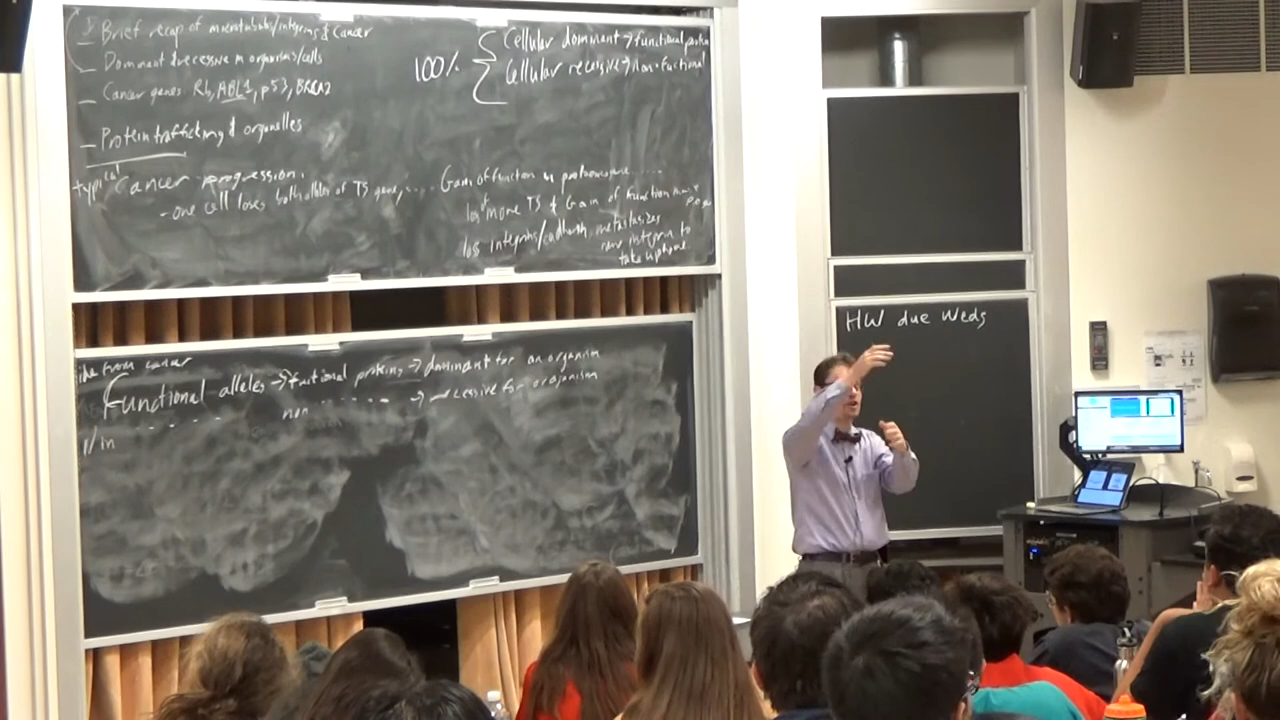 Brief recap of microtubules/integrins & Cancer
— Dominant & recessive in organisms/cells
— Cancer genes Rb, ABL1, p53, BRCA2
— Protein trafficking & organelles
100% { Cellular dominant → functional protein
Cellular recessive → non-functional
typical Cancer progression.
- one cell loses both alleles of TS gene, .... Gain of function in protooncogene .....
loss of more TS & Gain of function
loss integrins/cadherin, metastasizes
new integrin to
take up home.
from cancer
Functional alleles → functional proteins → dominant for an organism
non ...... → recessive for organism
1/in
HW due Weds